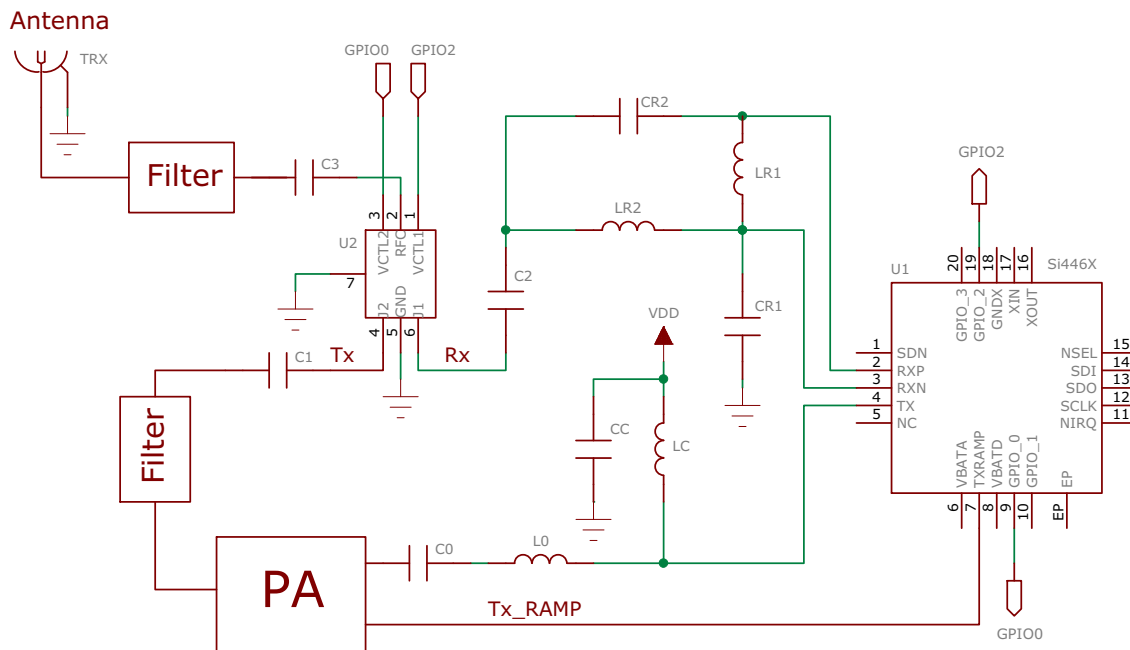 Antenna
TRX
GPIO0
GPIO2
Filter
C3
3
2
1
VCTL2
RFC
VCTL1
U2
7
J2
GND
J1
4
5
6
Tx
Rx
C1
Filter
PA
C0
L0
Tx_RAMP
C2
CR2
LR1
LR2
CR1
VDD
CC
LC
GPIO2
U1
Si446X
20
19
18
17
16
GPIO_3
GPIO_2
GNDX
XIN
XOUT
1
SDN
2
RXP
3
RXN
4
TX
5
NC
NSEL
15
SDI
14
SDO
13
SCLK
12
NIRQ
11
VBATA
TXRAMP
VBATD
GPIO_0
GPIO_1
EP
6
7
8
9
10
EP
GPIO0